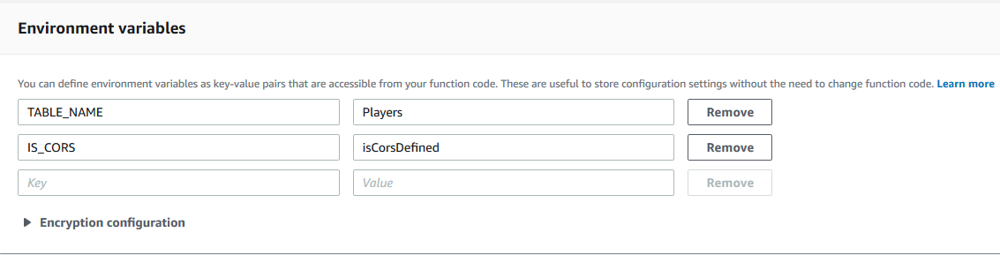 Environment variables
You can define environment variables as key-value pairs that are accessible from your function code. These are useful to store configuration settings without the need to change function code. Learn more
TABLE_NAME Players Remove
IS_CORS isCorsDefined Remove
Key Value Remove
Encryption configuration